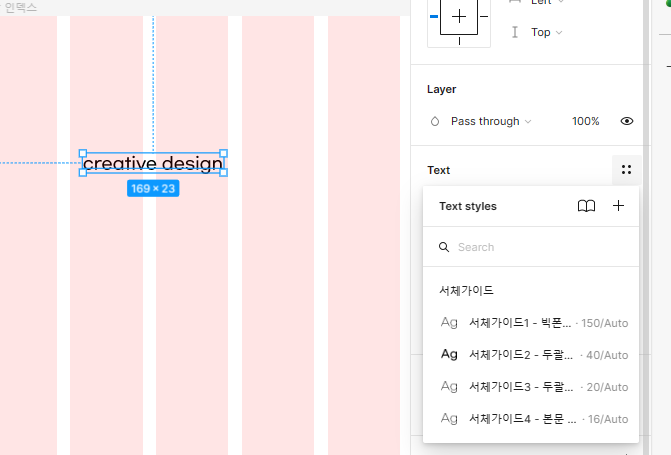 인덱스
Left
Top
Layer
Pass through 100%
creative design
169 × 23
Text
Text styles
Search
서체가이드
Ag 서체가이드1 - 빅폰... · 150/Auto
Ag 서체가이드2 - 두괄... · 40/Auto
Ag 서체가이드3 - 두괄... · 20/Auto
Ag 서체가이드4 - 본문 ... · 16/Auto